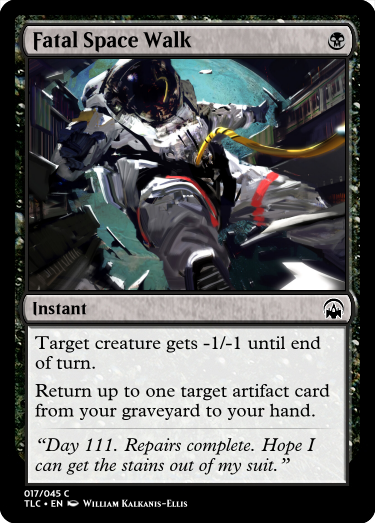 Fatal Space Walk
Instant
Target creature gets -1/-1 until end
of turn.
Return up to one target artifact card
from your graveyard to your hand.
“Day 111. Repairs complete. Hope I
can get the stains out of my suit.”
017/045 C
TLC • EN William Kalkanis-Ellis